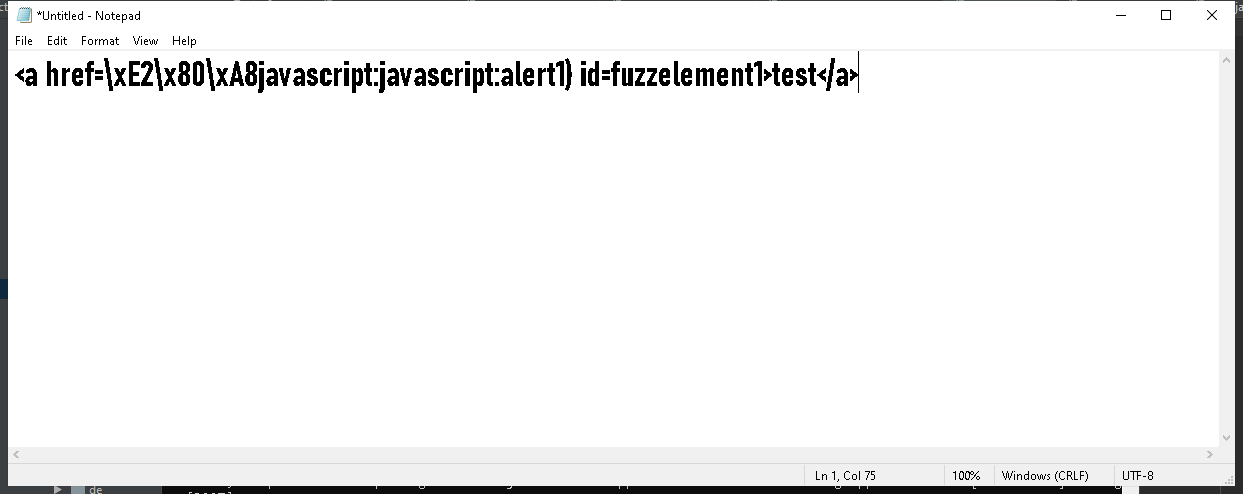 *Untitled - Notepad
File Edit Format View Help
<a href=\xE2\x80\xA8javascript:javascript:alert1) id=fuzzelement1>test</a>
Ln 1, Col 75 100% Windows (CRLF) UTF-8
de